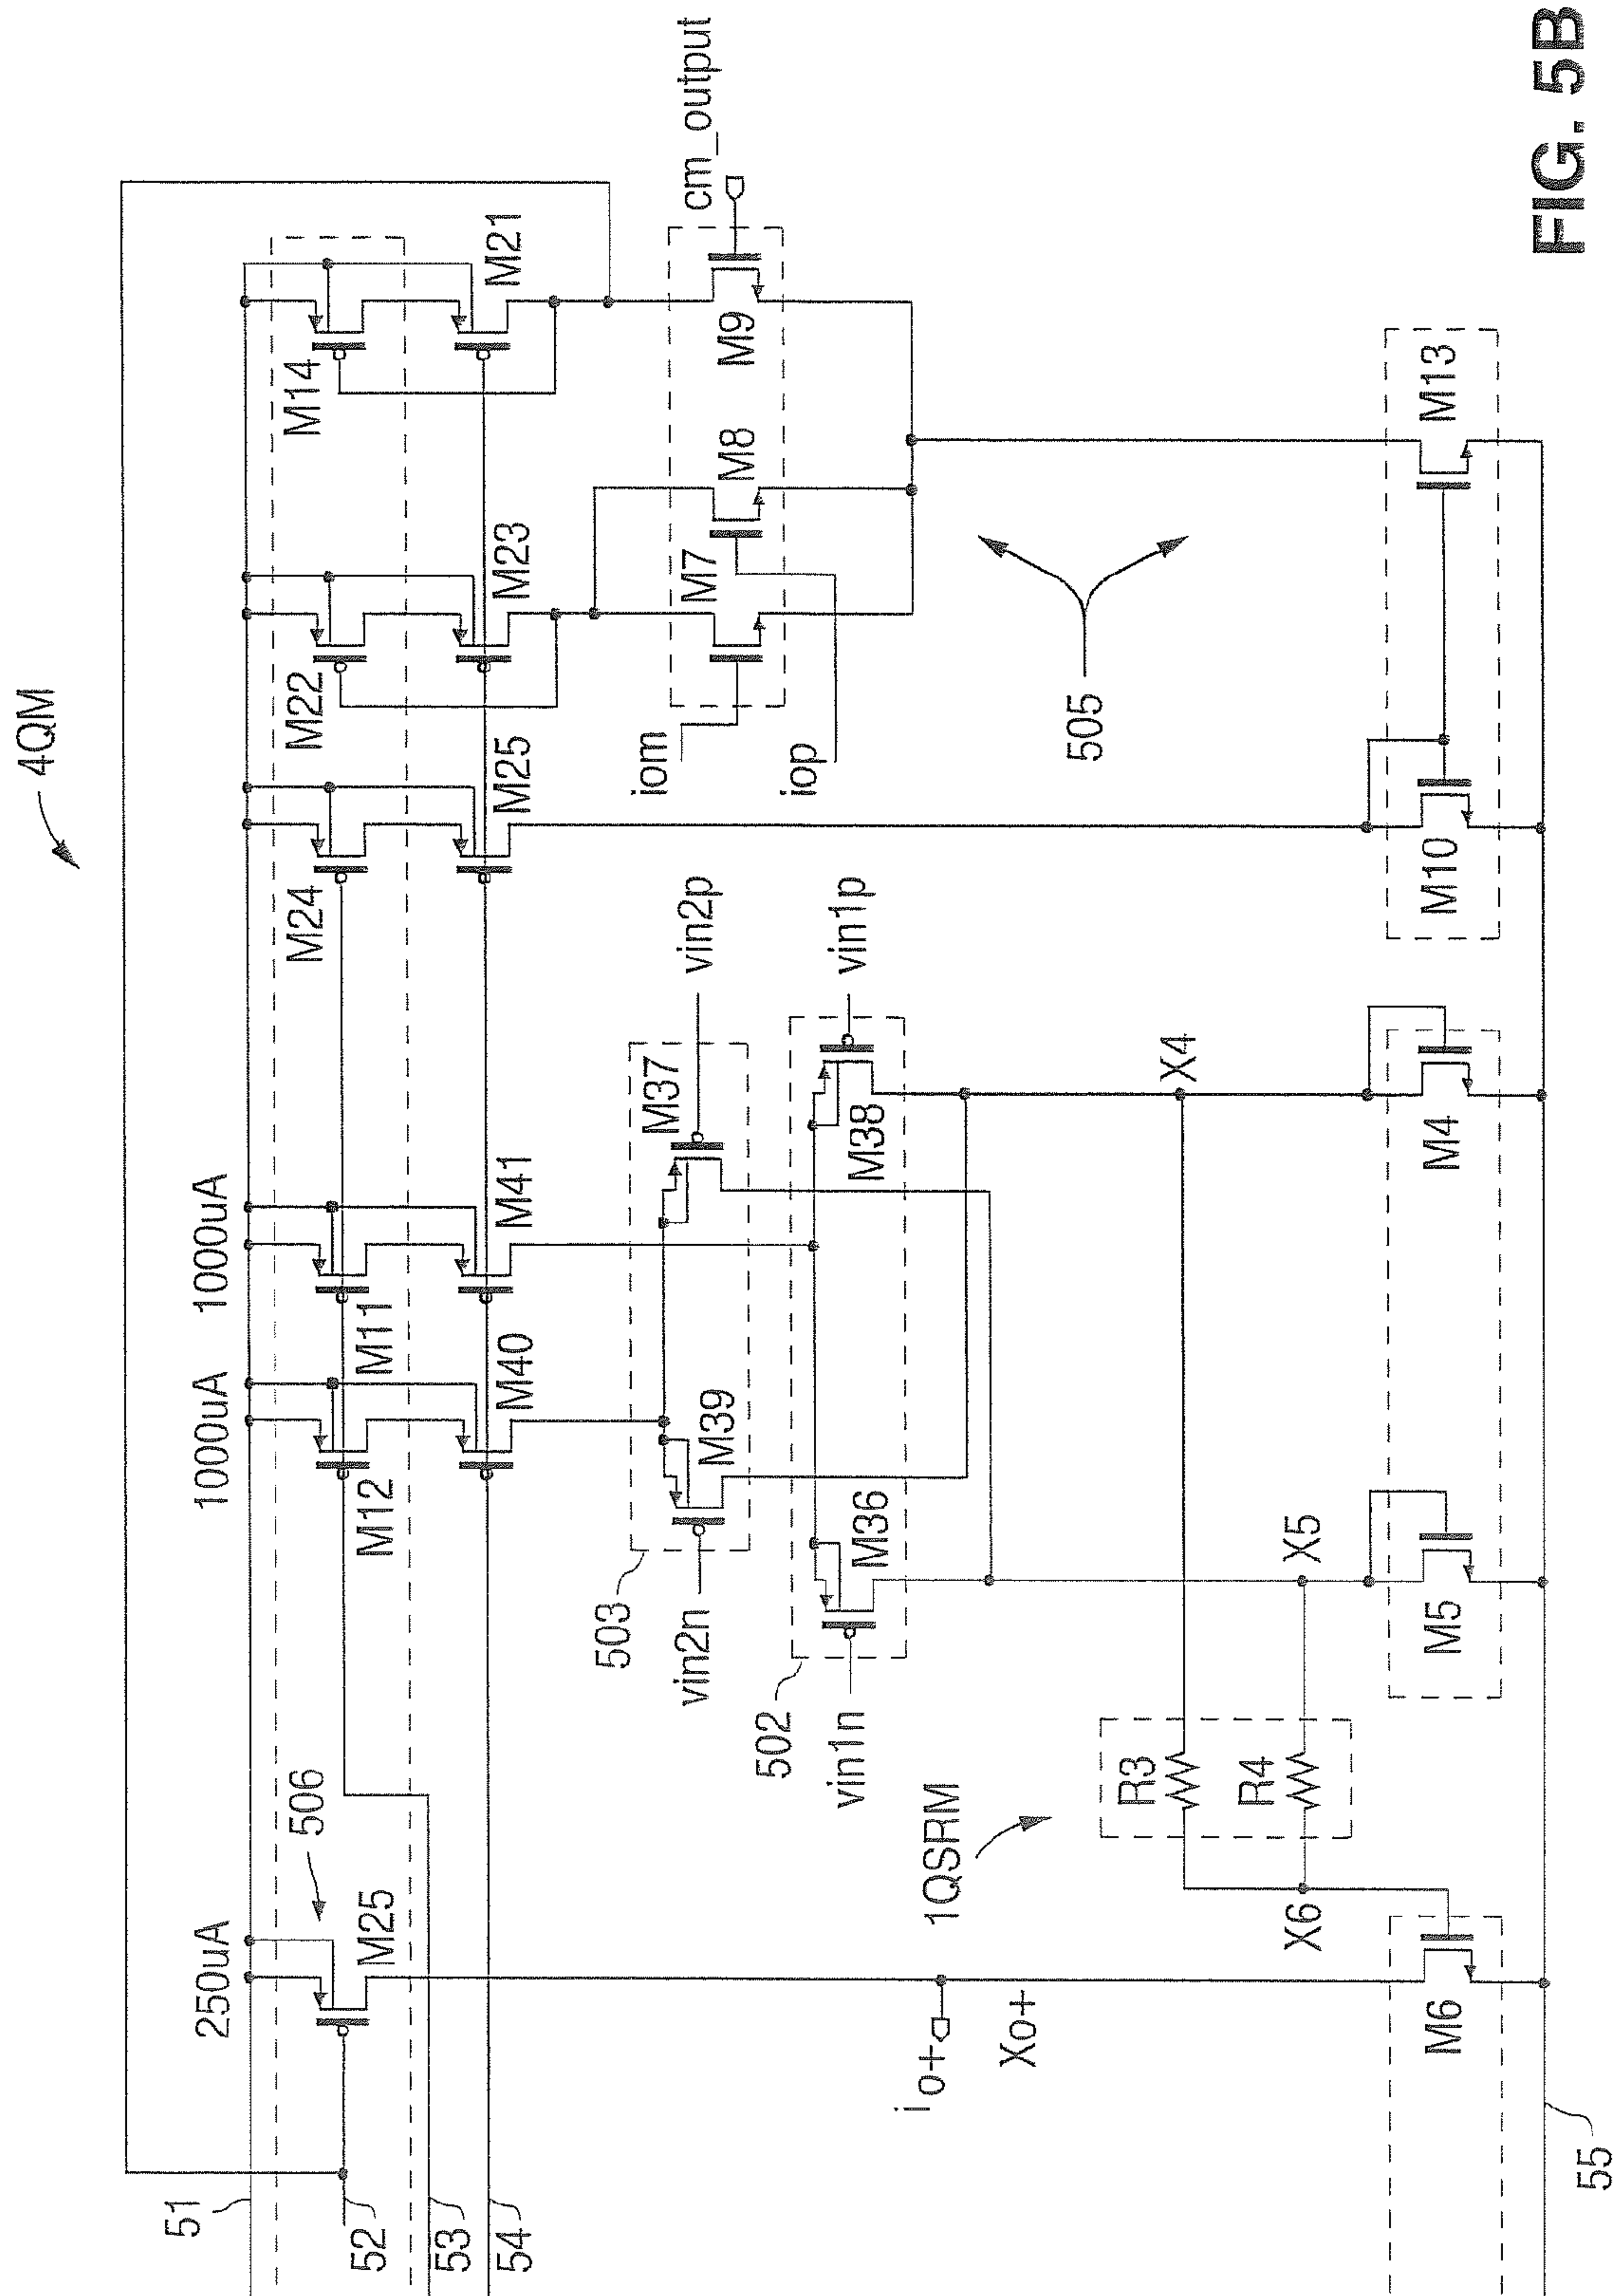 4QM
51
52
53
54
250uA
M25
506
1000uA
M12
M40
1000uA
M11
M41
M24
M25
M22
M23
M14
M21
503
vin2n
M39
M37
vin2p
502
vin1n
M36
M38
vin1p
iom
iop
M7
M8
M9
cm_output
505
1QSRM
R3
R4
X4
X5
X6
io+
Xo+
M6
M5
M4
M10
M13
55
FIG. 5B